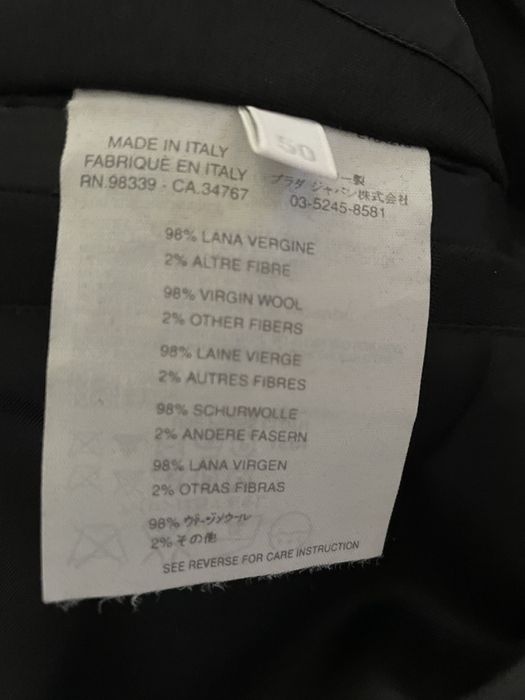 50
MADE IN ITALY
FABRIQUÈ EN ITALY
RN.98339 - CA.34767
ー製
プラダ ジャパン株式会社
03-5245-8581
98% LANA VERGINE
2% ALTRE FIBRE
98% VIRGIN WOOL
2% OTHER FIBERS
98% LAINE VIERGE
2% AUTRES FIBRES
98% SCHURWOLLE
2% ANDERE FASERN
98% LANA VIRGEN
2% OTRAS FIBRAS
98% ヴァージンウール
2% その他
SEE REVERSE FOR CARE INSTRUCTION